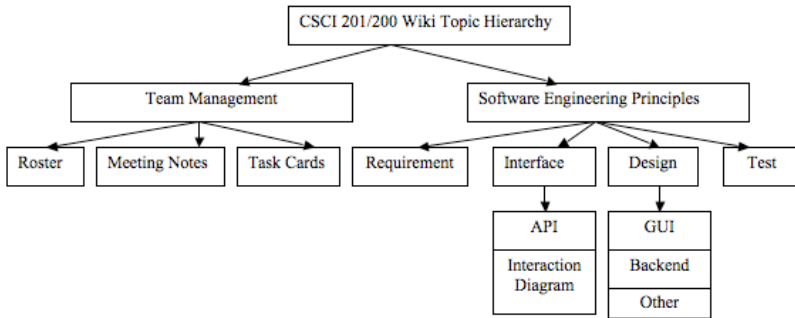 CSCI 201/200 Wiki Topic Hierarchy
Team Management
Software Engineering Principles
Roster
Meeting Notes
Task Cards
Requirement
Interface
Design
Test
API
GUI
Interaction
Diagram
Backend
Other